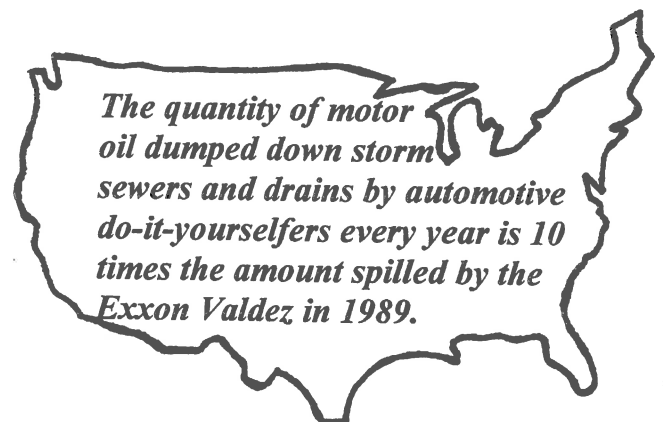 The quantity of motor
oil dumped down storm
sewers and drains by automotive
do-it-yourselfers every year is 10
times the amount spilled by the
Exxon Valdez in 1989.